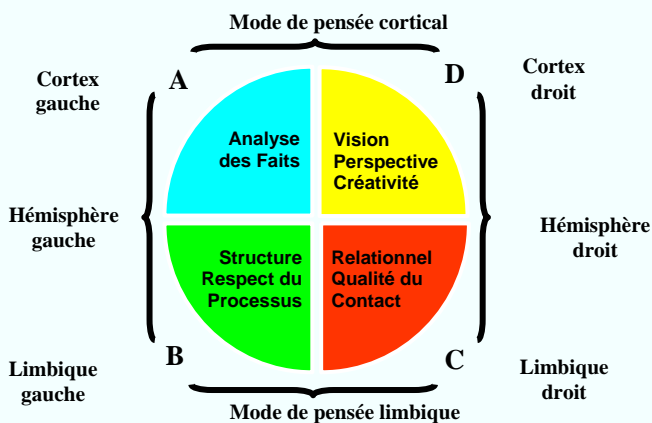 Mode de pensée cortical
Cortex
gauche
A
D
Cortex
droit
Analyse
des Faits
Vision
Perspective
Créativité
Hémisphère
gauche
Hémisphère
droit
Structure
Respect du
Processus
Relationnel
Qualité du
Contact
B
C
Limbique
gauche
Limbique
droit
Mode de pensée limbique